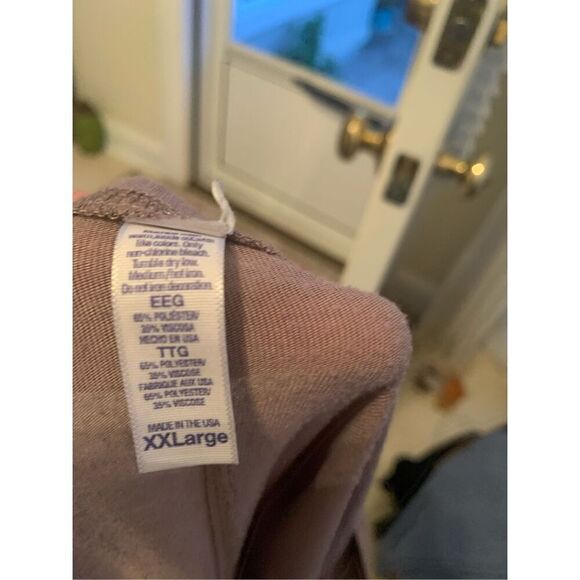 like colors. Only
non-chlorine bleach.
Tumble dry low.
Medium/hot iron.
Do not iron decoration.
EEG
65% POLIÉSTER/
35% VISCOSA
HECHO EN USA
TTG
65% POLYESTER/
35% VISCOSE
FABRIQUE AUX USA
65% POLYESTER/
35% VISCOSE
MADE IN THE USA
XXLarge